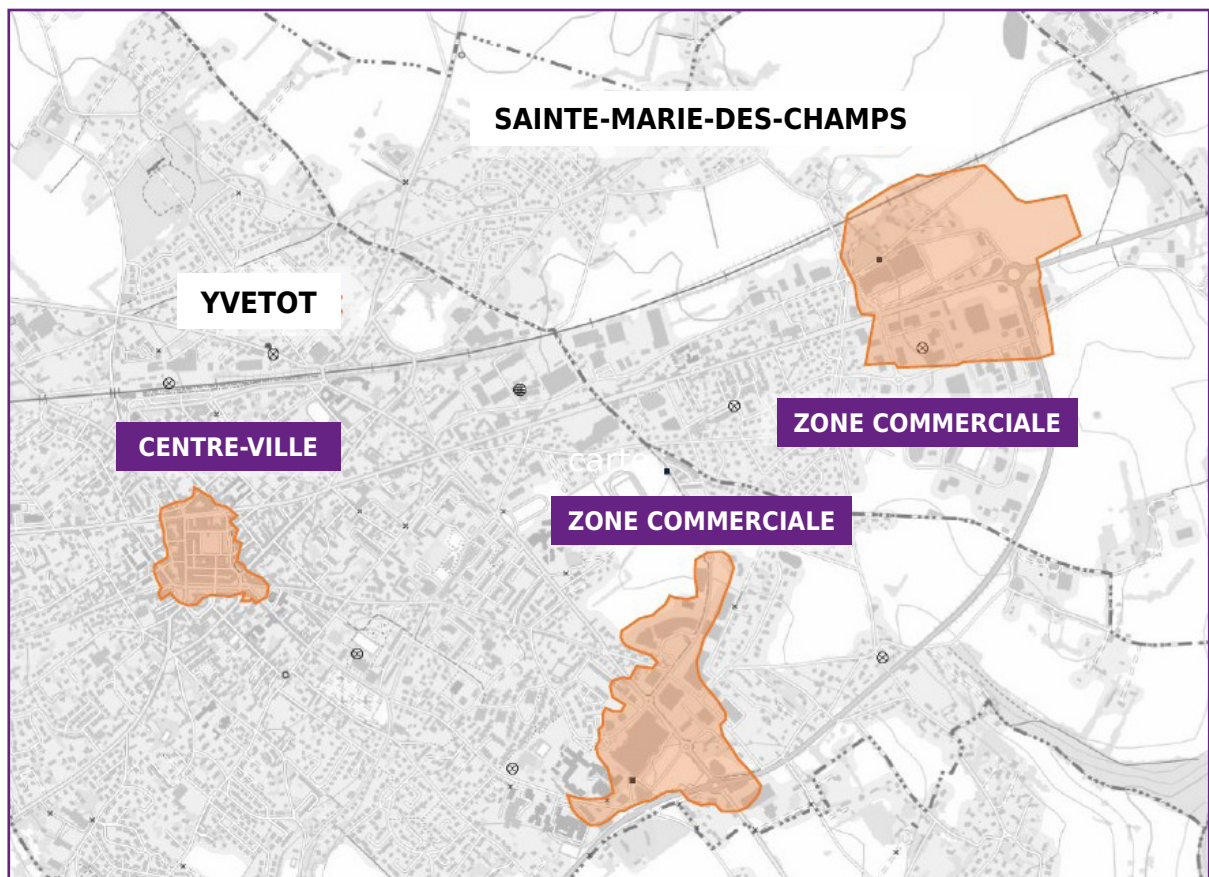 SAINTE-MARIE-DES-CHAMPS
YVETOT
ZONE COMMERCIALE
CENTRE-VILLE
carte
ZONE COMMERCIALE